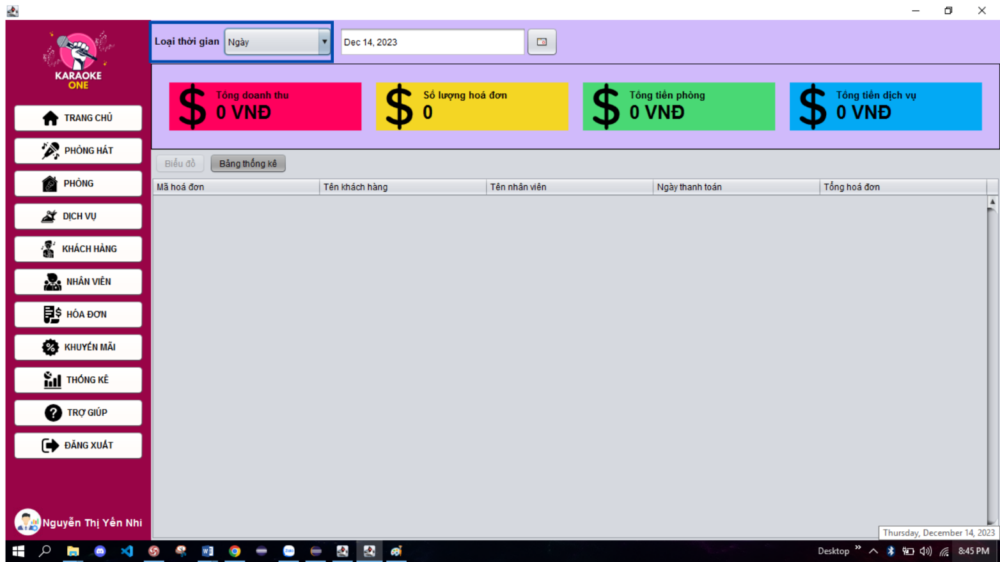 Loại thời gian Ngày Dec 14, 2023
KARAOKE
ONE
Tổng doanh thu
0 VNĐ
Số lượng hoá đơn
0
Tổng tiền phòng
0 VNĐ
Tổng tiền dịch vụ
0 VNĐ
TRANG CHỦ
PHÒNG HÁT
PHÒNG
DỊCH VỤ
KHÁCH HÀNG
NHÂN VIÊN
HÓA ĐƠN
KHUYẾN MÃI
THỐNG KÊ
TRỢ GIÚP
ĐĂNG XUẤT
Nguyễn Thị Yến Nhi
Biểu đồ Bảng thống kê
Mã hoá đơn Tên khách hàng Tên nhân viên Ngày thanh toán Tổng hoá đơn
Thursday, December 14, 2023
Zalo
Desktop 8:45 PM